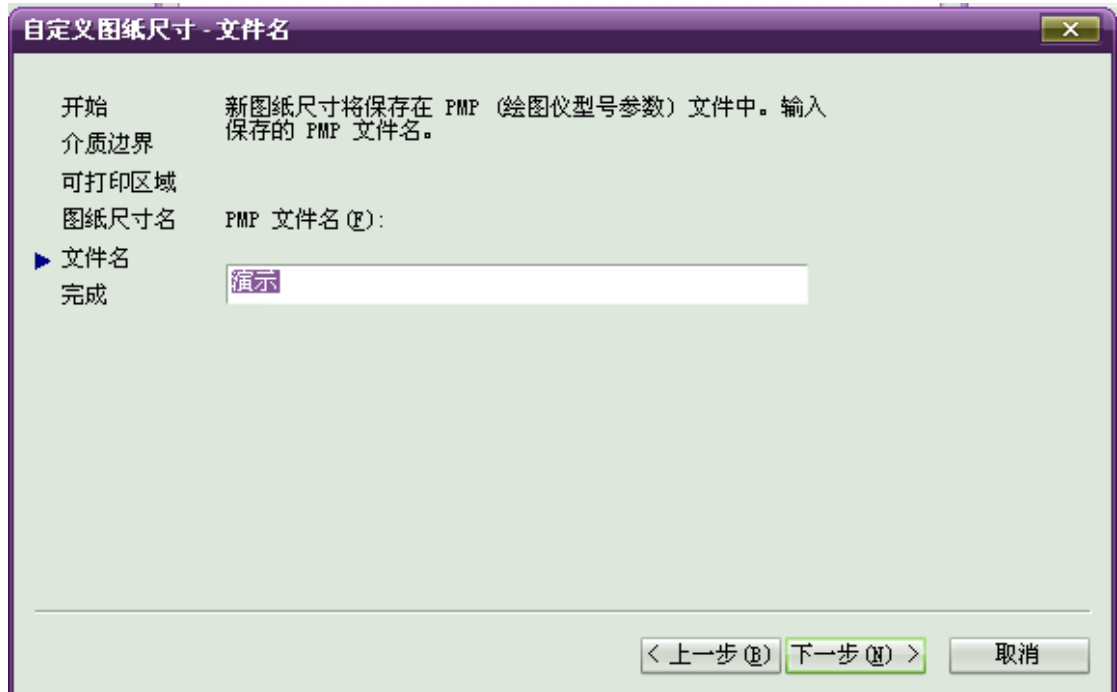 自定义图纸尺寸 - 文件名
开始
介质边界
可打印区域
图纸尺寸名
文件名
完成
新图纸尺寸将保存在 PMP (绘图仪型号参数) 文件中。输入
保存的 PMP 文件名。
PMP 文件名(F):
演示
< 上一步(B)
下一步(N) >
取消